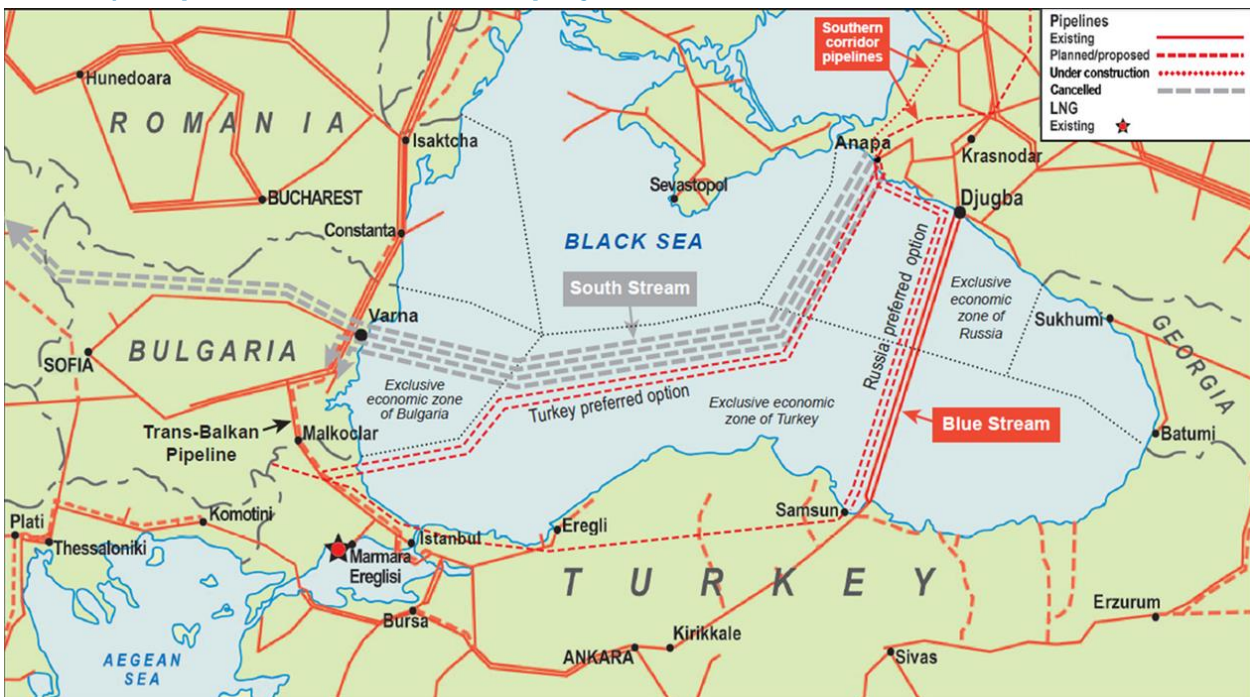 Pipelines
Existing
Planned/proposed
Under construction
Cancelled
LNG
Existing
Southern
corridor
pipelines
Hunedoara
ROMANIA
Isaktcha
BUCHAREST
Constanta
Anapa
Krasnodar
Djugba
Sevastopol
BLACK SEA
South Stream
Varna
SOFIA
BULGARIA
Exclusive
economic zone
of Bulgaria
Turkey preferred option
Exclusive economic
zone of Turkey
Russia preferred option
Exclusive
economic
zone of
Russia
Sukhumi
GEORGIA
Batumi
Blue Stream
Trans-Balkan
Pipeline
Malkoclar
Komotini
Plati
Thessaloniki
Istanbul
Marmara
Ereglisi
Eregli
Samsun
TURKEY
Bursa
Kirikkale
ANKARA
Sivas
Erzurum
AEGEAN
SEA